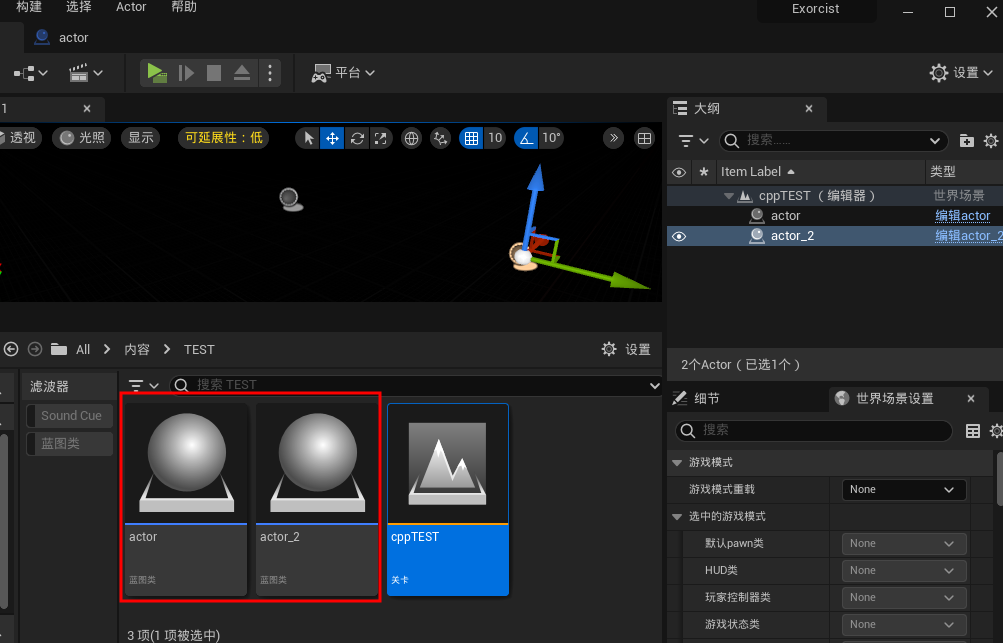 构建 选择 Actor 帮助
Exorcist
actor
平台
设置
1
透视 光照 显示 可延展性：低 10 10°
大纲
搜索......
Item Label 类型
cppTEST （编辑器） 世界场景
actor 编辑actor
actor_2 编辑actor_2
2个Actor（已选1个）
All 内容 TEST
设置
滤波器
搜索 TEST
Sound Cue
蓝图类
actor
蓝图类
actor_2
蓝图类
cppTEST
关卡
3 项(1 项被选中)
细节 世界场景设置
搜索
游戏模式
游戏模式重载 None
选中的游戏模式
默认pawn类 None
HUD类 None
玩家控制器类 None
游戏状态类 None